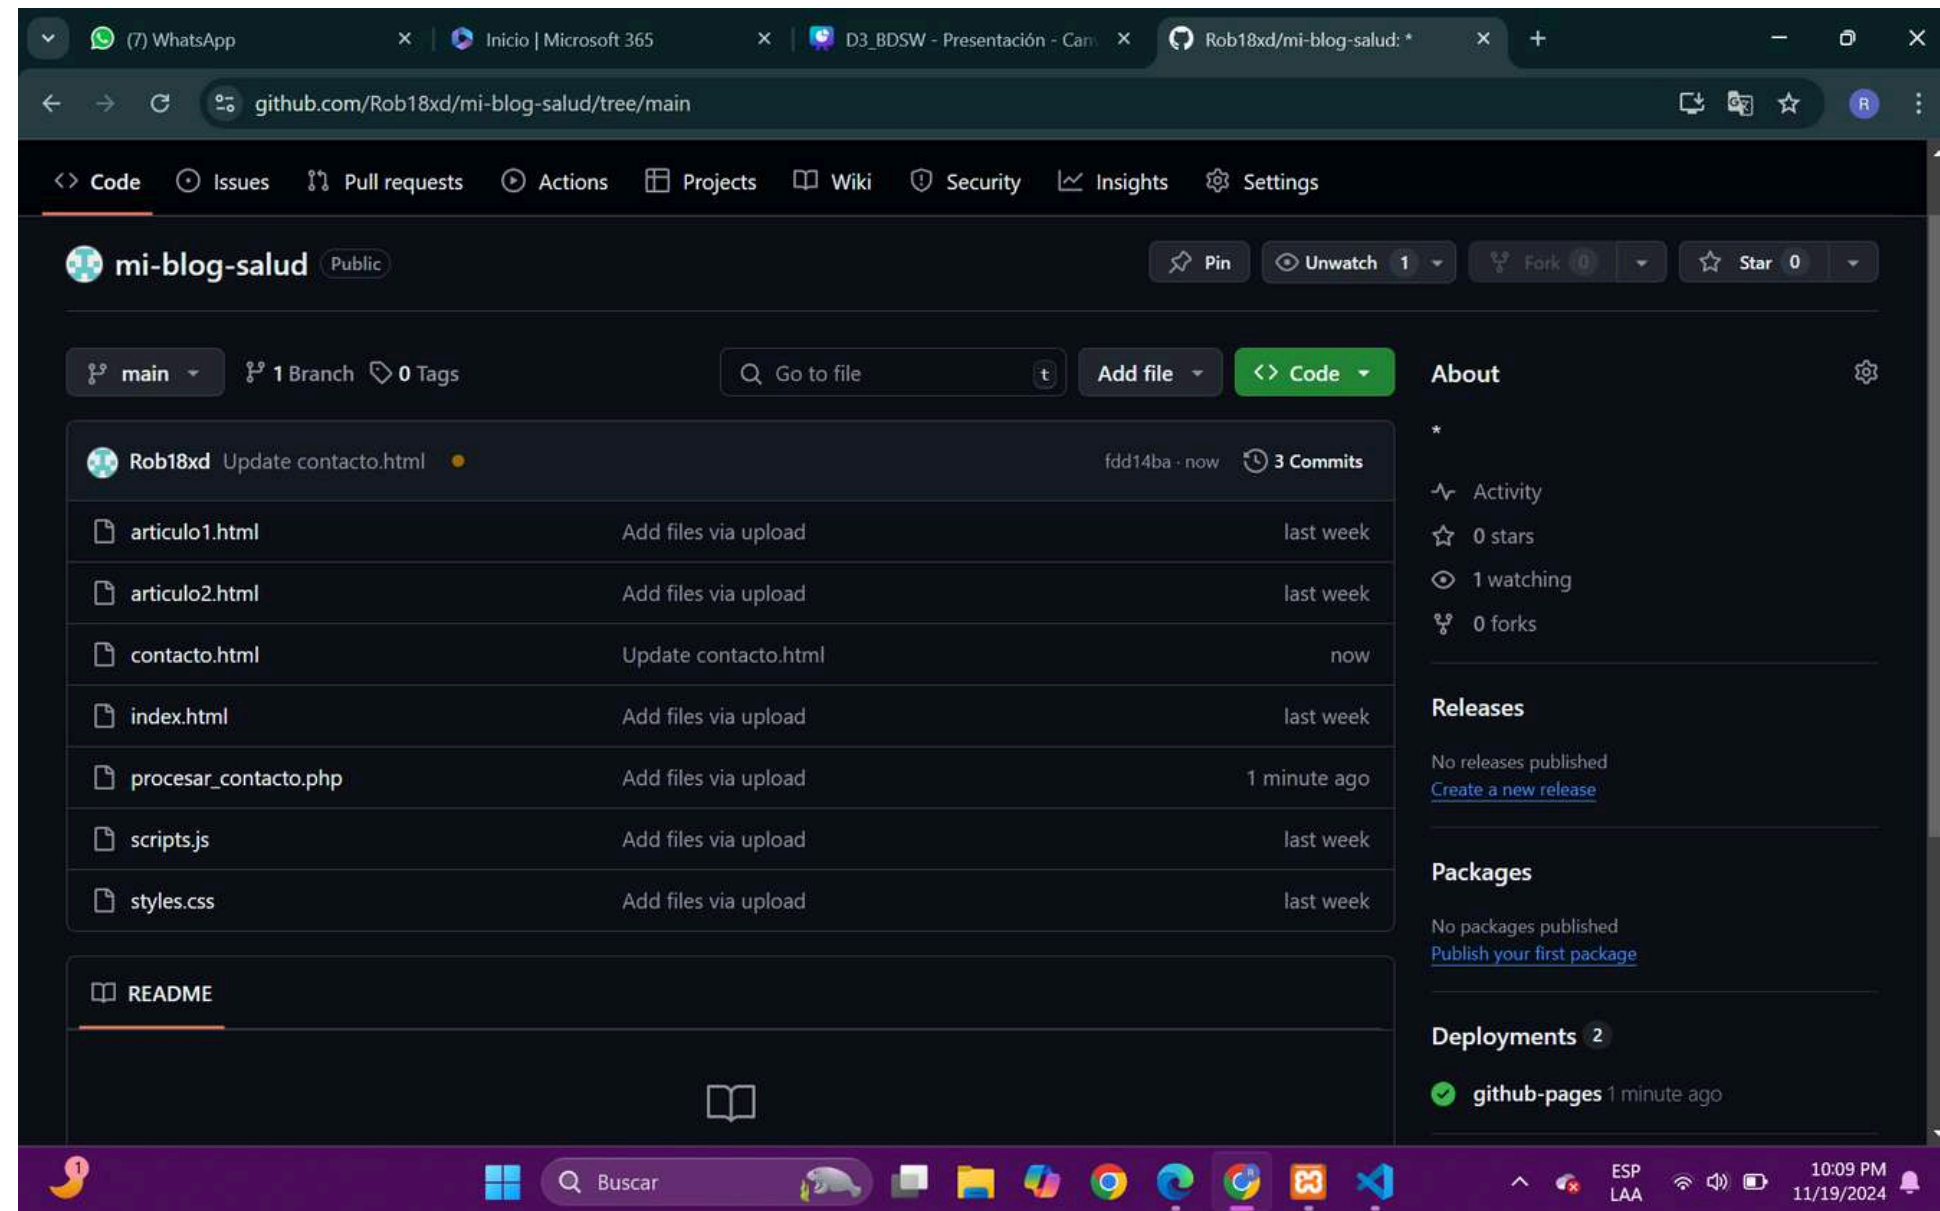 (7) WhatsApp
Inicio | Microsoft 365
D3_BDSW - Presentación - Can
Rob18xd/mi-blog-salud: *
github.com/Rob18xd/mi-blog-salud/tree/main
R
Code
Issues
Pull requests
Actions
Projects
Wiki
Security
Insights
Settings
mi-blog-salud Public
Pin
Unwatch 1
Fork 0
Star 0
main
1 Branch
0 Tags
Go to file t
Add file
Code
Rob18xd Update contacto.html
fdd14ba · now
3 Commits
articulo1.html Add files via upload last week
articulo2.html Add files via upload last week
contacto.html Update contacto.html now
index.html Add files via upload last week
procesar_contacto.php Add files via upload 1 minute ago
scripts.js Add files via upload last week
styles.css Add files via upload last week
README
About
*
Activity
0 stars
1 watching
0 forks
Releases
No releases published
Create a new release
Packages
No packages published
Publish your first package
Deployments 2
github-pages 1 minute ago
1
Buscar
ESP
LAA
10:09 PM
11/19/2024